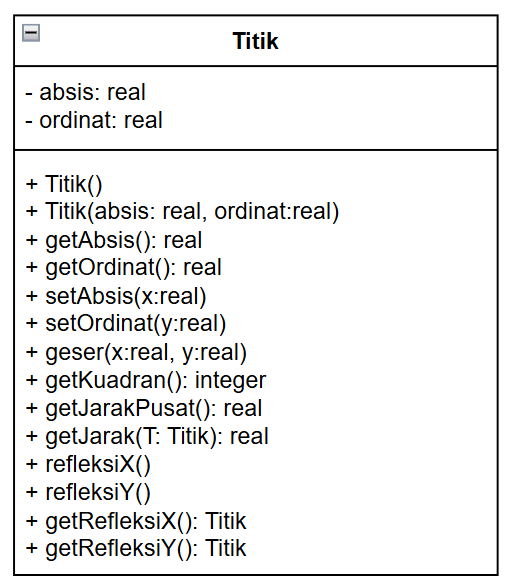 Titik
- absis: real
- ordinat: real
+ Titik()
+ Titik(absis: real, ordinat:real)
+ getAbsis(): real
+ getOrdinat(): real
+ setAbsis(x:real)
+ setOrdinat(y:real)
+ geser(x:real, y:real)
+ getKuadran(): integer
+ getJarakPusat(): real
+ getJarak(T: Titik): real
+ refleksiX()
+ refleksiY()
+ getRefleksiX(): Titik
+ getRefleksiY(): Titik